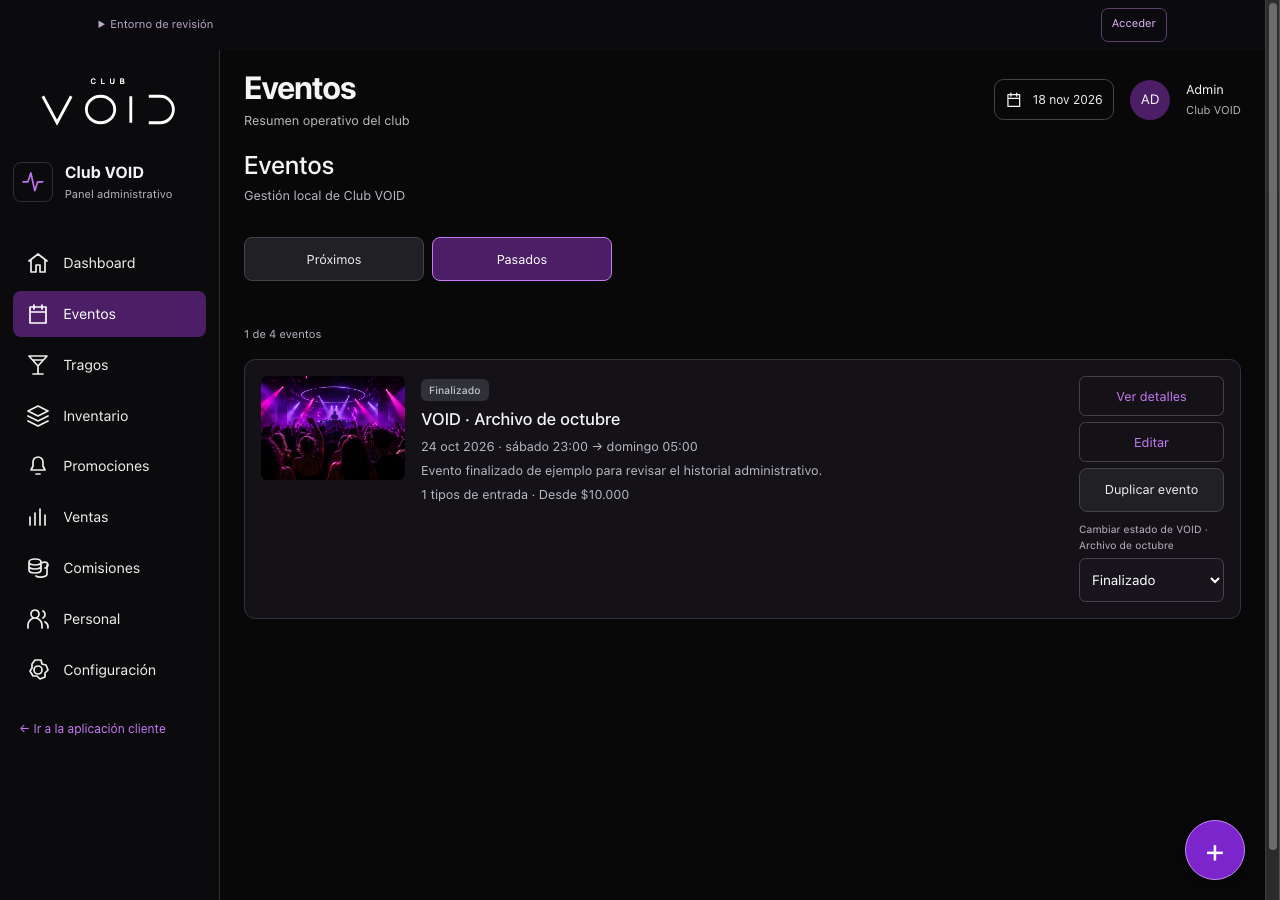 ▶ Entorno de revisión
Acceder
CLUB
VOID
Club VOID
Panel administrativo
Dashboard
Eventos
Tragos
Inventario
Promociones
Ventas
Comisiones
Personal
Configuración
← Ir a la aplicación cliente
Eventos
Resumen operativo del club
18 nov 2026
AD
Admin
Club VOID
Eventos
Gestión local de Club VOID
Próximos
Pasados
1 de 4 eventos
Finalizado
VOID · Archivo de octubre
24 oct 2026 · sábado 23:00 → domingo 05:00
Evento finalizado de ejemplo para revisar el historial administrativo.
1 tipos de entrada · Desde $10.000
Ver detalles
Editar
Duplicar evento
Cambiar estado de VOID ·
Archivo de octubre
Finalizado
+